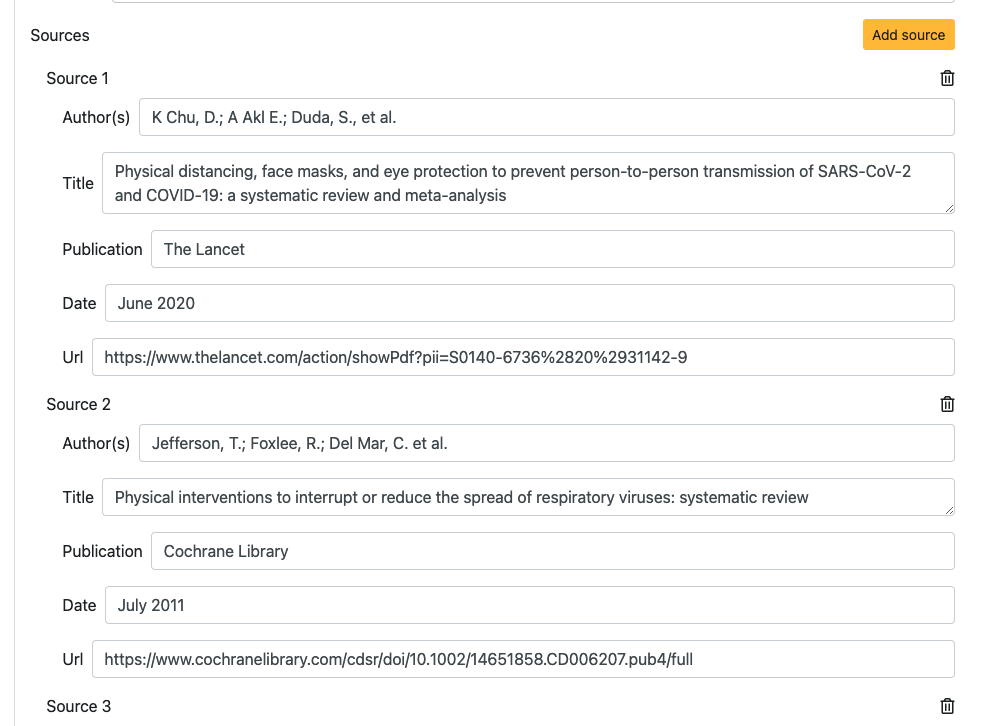 Sources
Add source
Source 1
Author(s)
K Chu, D.; A Akl E.; Duda, S., et al.
Title
Physical distancing, face masks, and eye protection to prevent person-to-person transmission of SARS-CoV-2
and COVID-19: a systematic review and meta-analysis
Publication
The Lancet
Date
June 2020
Url
https://www.thelancet.com/action/showPdf?pii=S0140-6736%2820%2931142-9
Source 2
Author(s)
Jefferson, T.; Foxlee, R.; Del Mar, C. et al.
Title
Physical interventions to interrupt or reduce the spread of respiratory viruses: systematic review
Publication
Cochrane Library
Date
July 2011
Url
https://www.cochranelibrary.com/cdsr/doi/10.1002/14651858.CD006207.pub4/full
Source 3